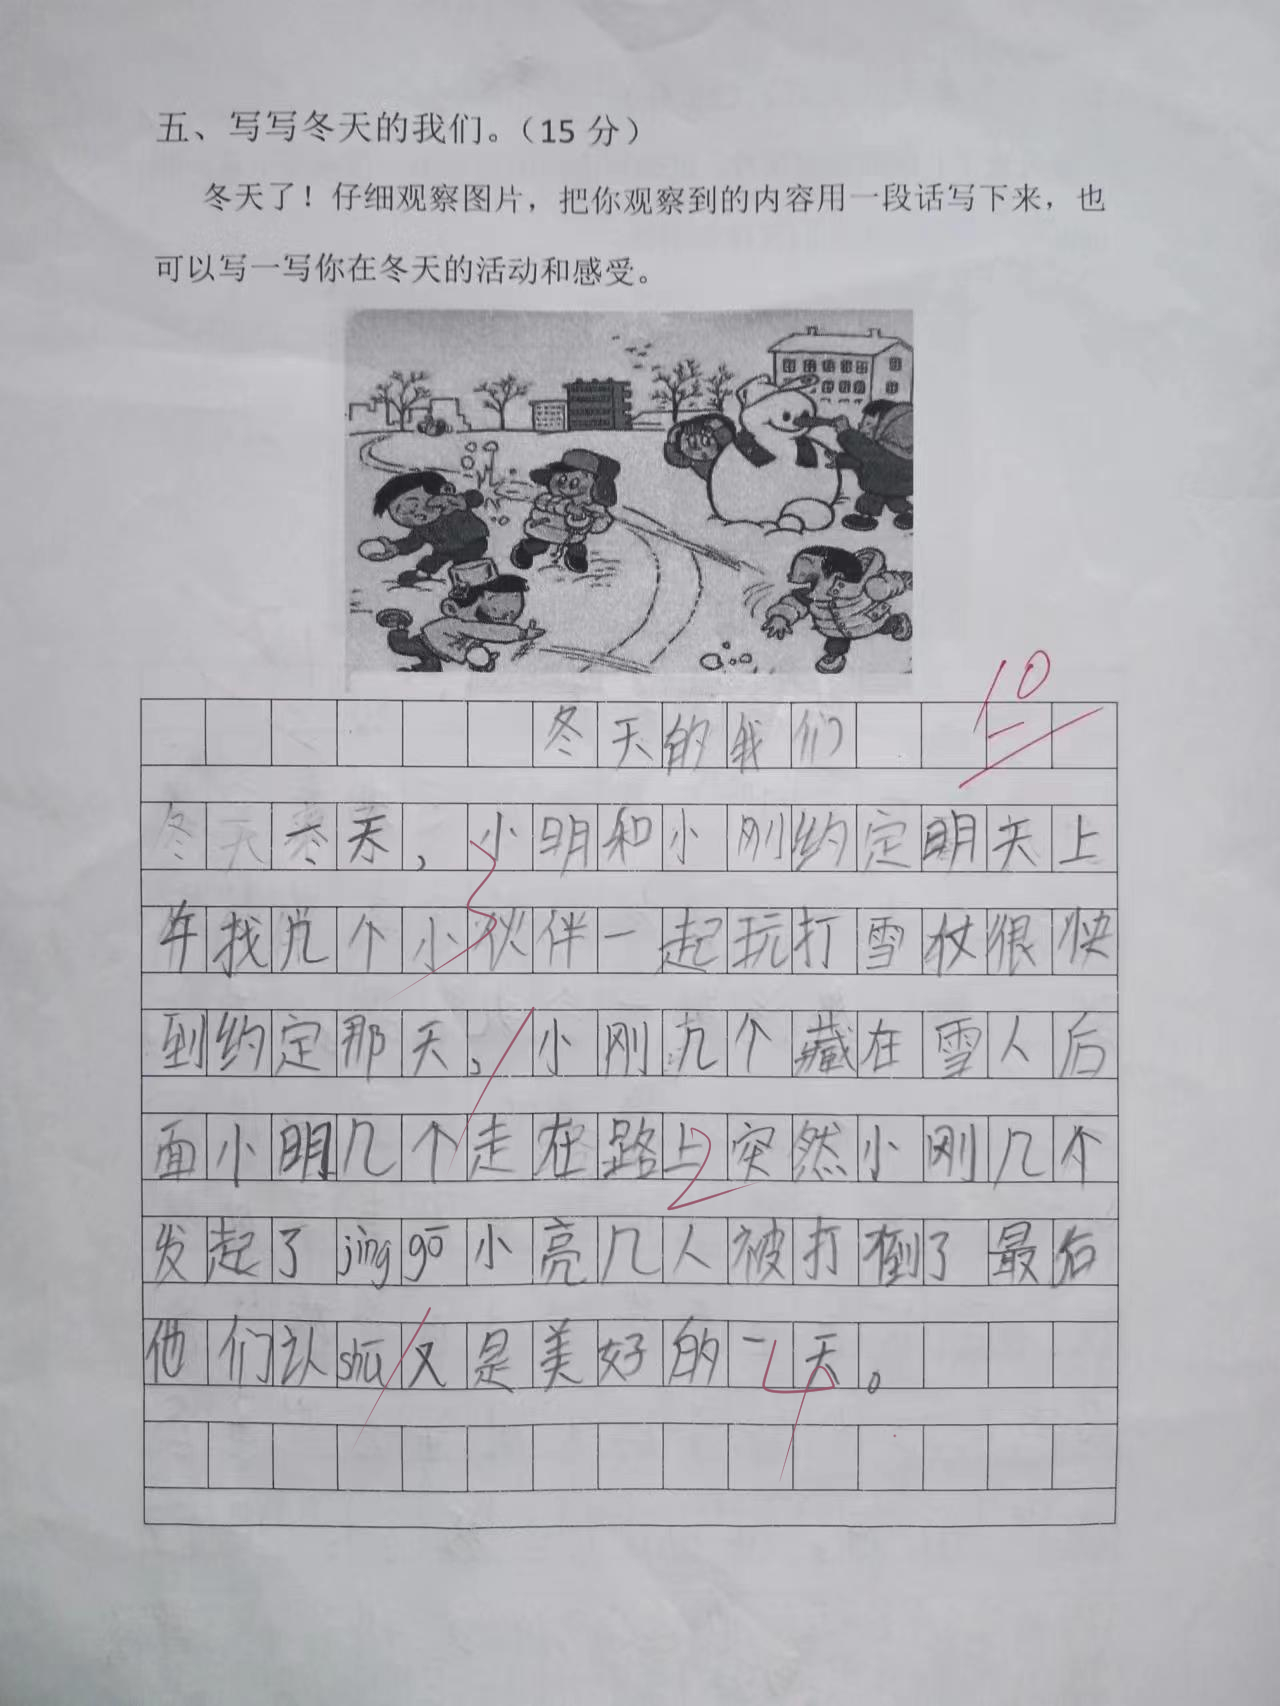 五、写写冬天的我们。（15 分）
冬天了！仔细观察图片，把你观察到的内容用一段话写下来，也
可以写一写你在冬天的活动和感受。
10
冬天的我们
冬天冬天，小明和小刚约定明天上
午找几个小伙伴一起玩打雪杖很快
到约定那天，小刚几个藏在雪人后
面小明几个走在路上突然小刚几个
发起了jìng gō小亮几人被打倒了最后
他们认shū又是美好的一天。